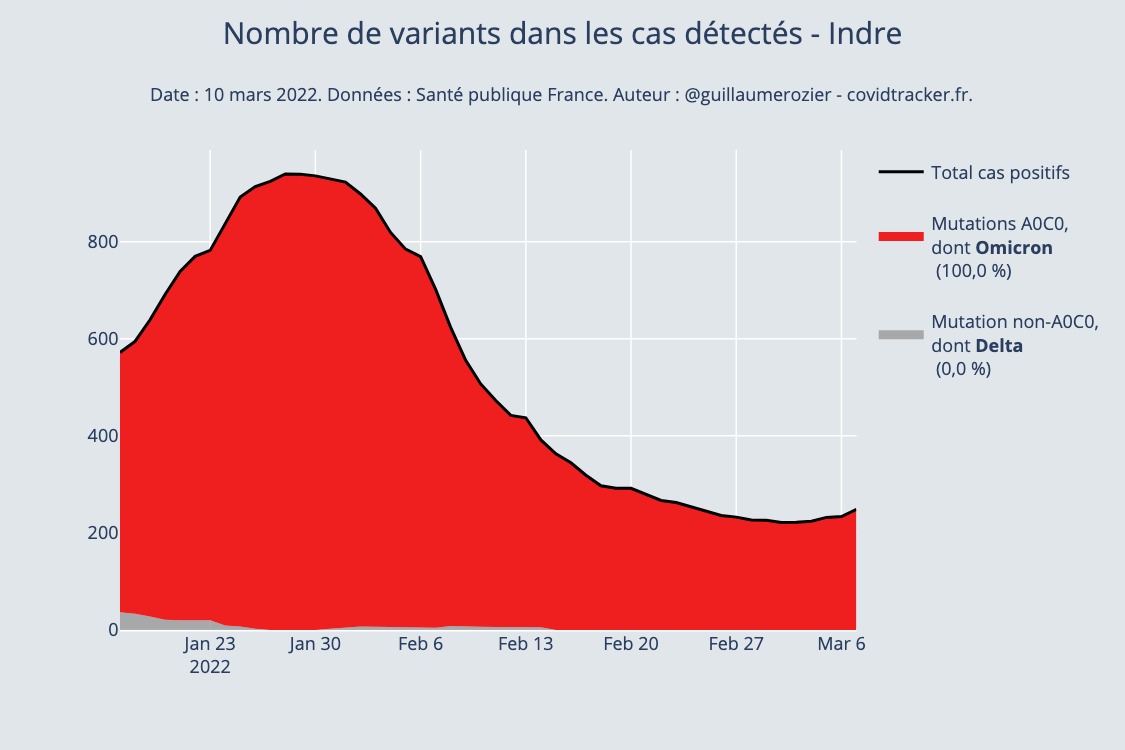 Nombre de variants dans les cas détectés - Indre
Date : 10 mars 2022. Données : Santé publique France. Auteur : @guillaumerozier - covidtracker.fr.
Total cas positifs
Mutations A0C0,
dont Omicron
(100,0 %)
Mutation non-A0C0,
dont Delta
(0,0 %)
800
600
400
200
0
Jan 23 Jan 30 Feb 6 Feb 13 Feb 20 Feb 27 Mar 6
2022